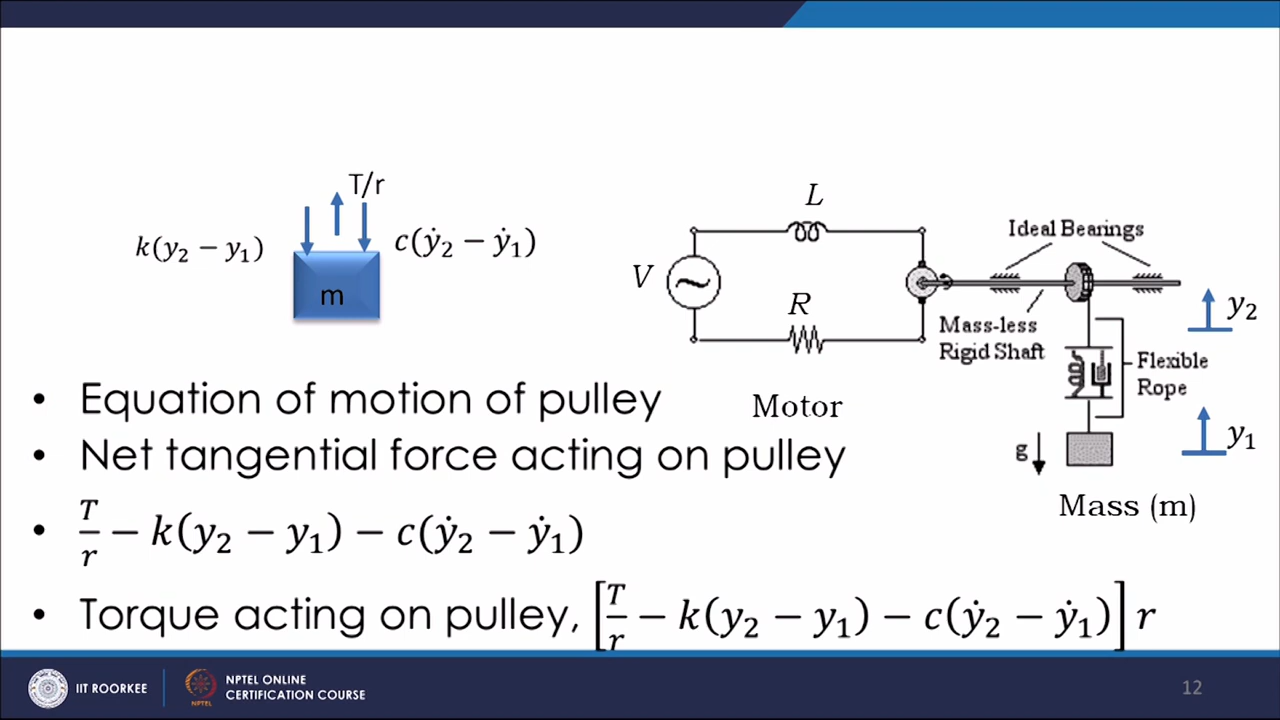 T/r
k(y₂ − y₁)
c(ẏ₂ − ẏ₁)
m
L
V
R
Motor
Ideal Bearings
Mass-less
Rigid Shaft
y₂
Flexible
Rope
y₁
g
Mass (m)
• Equation of motion of pulley
• Net tangential force acting on pulley
• T/r − k(y₂ − y₁) − c(ẏ₂ − ẏ₁)
• Torque acting on pulley, [T/r − k(y₂ − y₁) − c(ẏ₂ − ẏ₁)] r
IIT ROORKEE
NPTEL ONLINE
CERTIFICATION COURSE
NPTEL
12